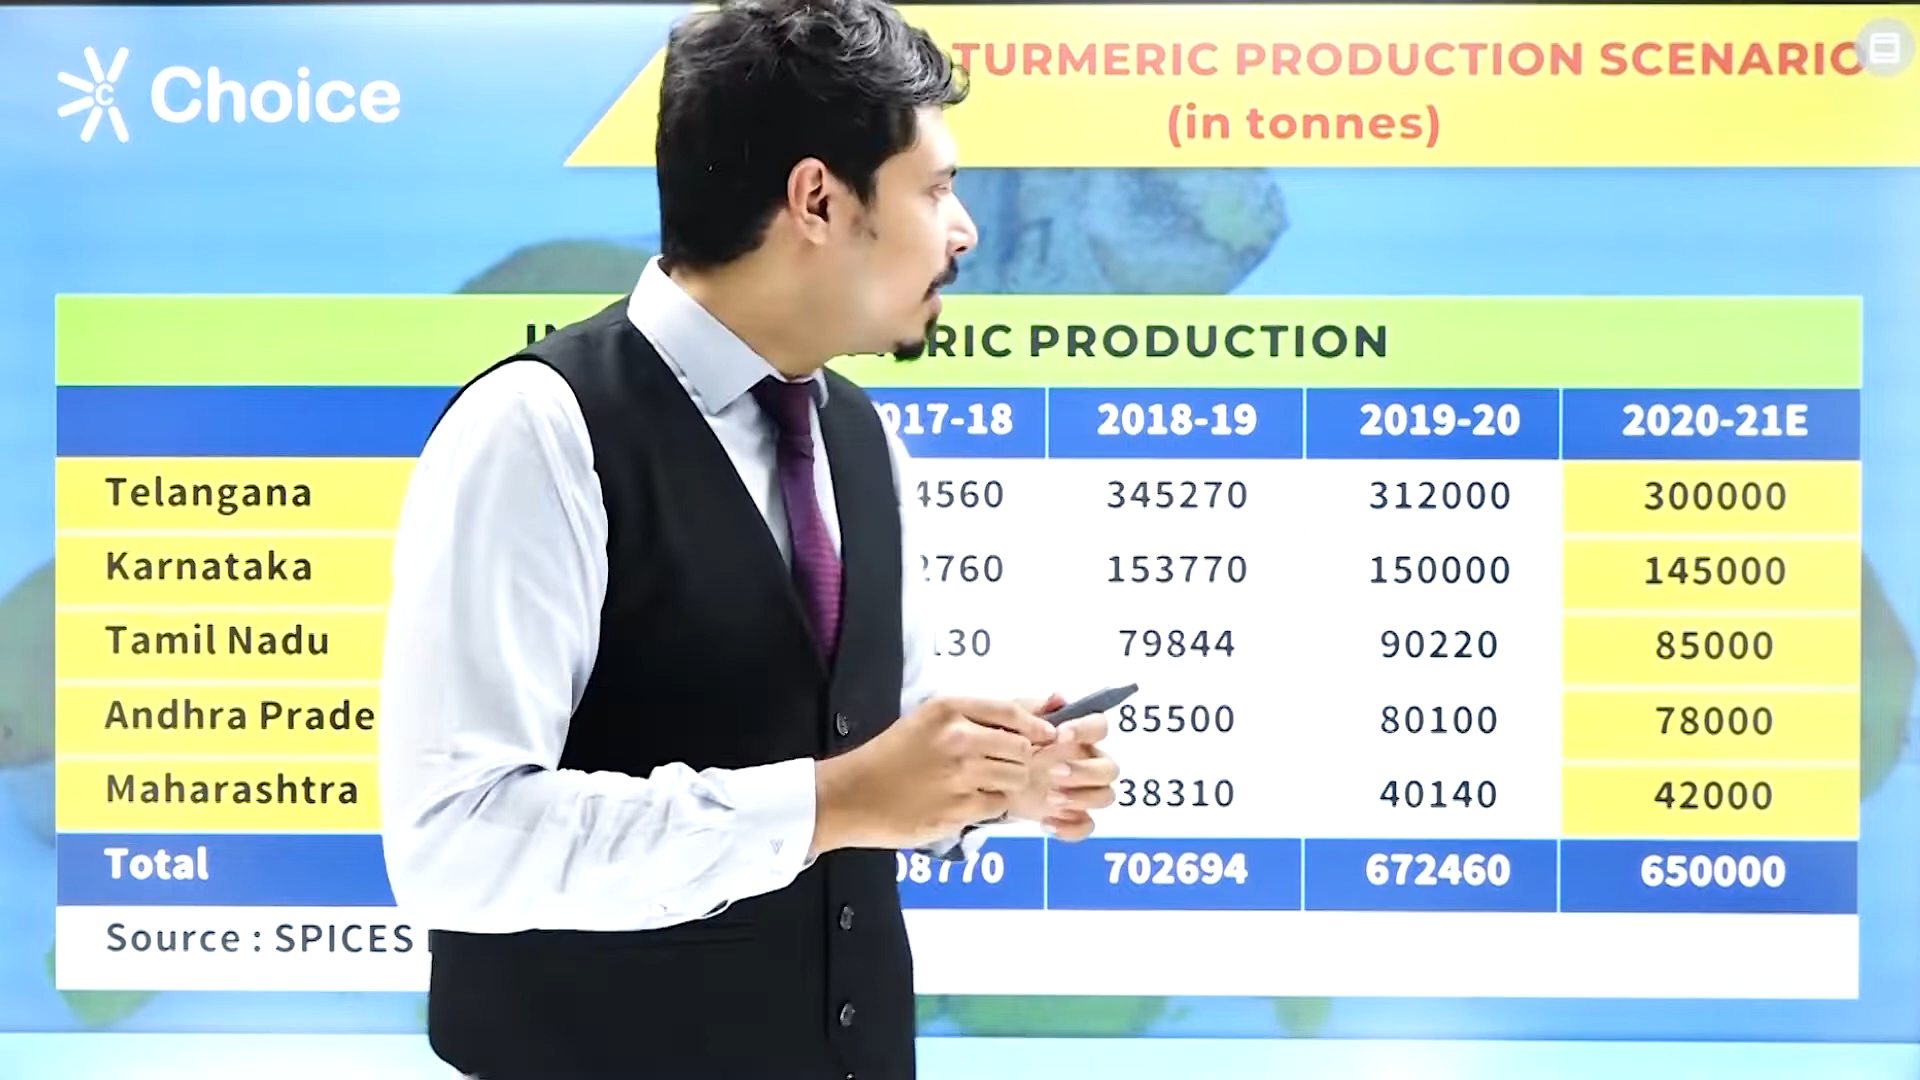 Choice
TURMERIC PRODUCTION SCENARIO
(in tonnes)
PRODUCTION
2018-19 2019-20 2020-21E
Telangana 345270 312000 300000
Karnataka 153770 150000 145000
Tamil Nadu 79844 90220 85000
Andhra 85500 80100 78000
Maharashtra 38310 40140 42000
Total 702694 672460 650000
Source : SPICES